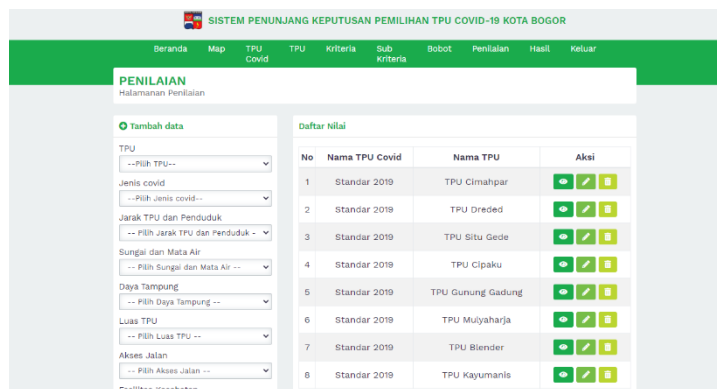 SISTEM PENUNJANG KEPUTUSAN PEMILIHAN TPU COVID-19 KOTA BOGOR
Beranda Map TPU Covid TPU Kriteria Sub Kriteria Bobot Penilaian Hasil Keluar
PENILAIAN
Halamanan Penilaian
Tambah data
TPU
--Pilih TPU--
Jenis covid
--Pilih Jenis covid--
Jarak TPU dan Penduduk
-- Pilih Jarak TPU dan Penduduk -
Sungai dan Mata Air
-- Pilih Sungai dan Mata Air --
Daya Tampung
-- Pilih Daya Tampung --
Luas TPU
-- Pilih Luas TPU --
Akses Jalan
-- Pilih Akses Jalan --
Daftar Nilai
No Nama TPU Covid Nama TPU Aksi
1 Standar 2019 TPU Cimahpar
2 Standar 2019 TPU Dreded
3 Standar 2019 TPU Situ Gede
4 Standar 2019 TPU Cipaku
5 Standar 2019 TPU Gunung Gadung
6 Standar 2019 TPU Mulyaharja
7 Standar 2019 TPU Blender
8 Standar 2019 TPU Kayumanis